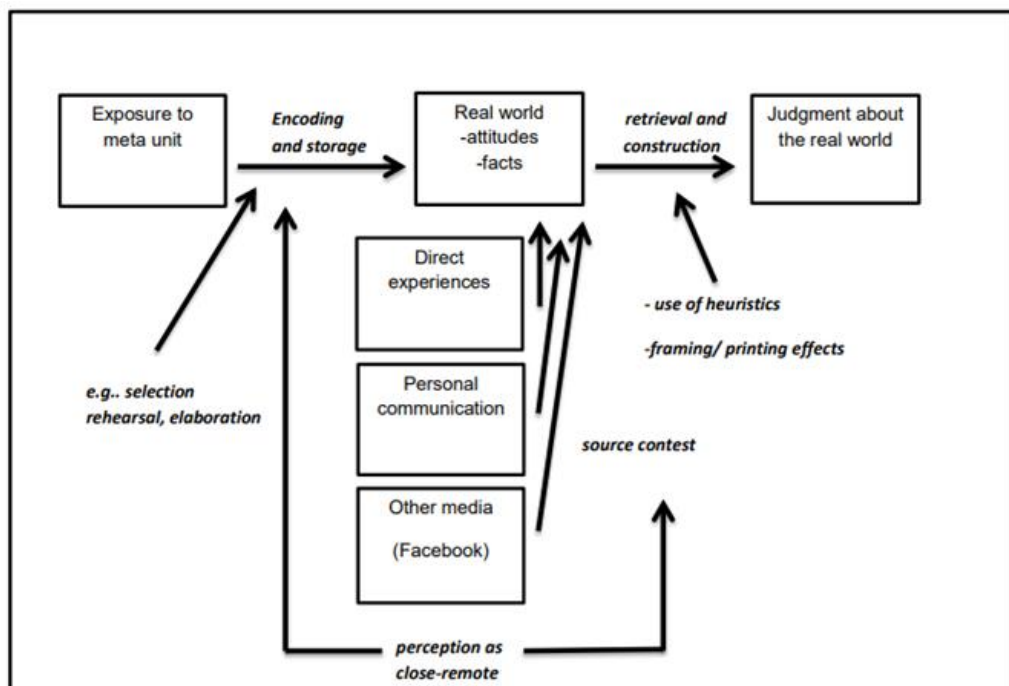 Exposure to
meta unit
Encoding
and storage
Real world
-attitudes
-facts
retrieval and
construction
Judgment about
the real world
Direct
experiences
- use of heuristics
-framing/ printing effects
Personal
communication
e.g.. selection
rehearsal, elaboration
source contest
Other media
(Facebook)
perception as
close-remote